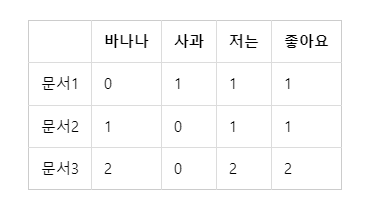 바나나 사과 저는 좋아요
문서1 0 1 1 1
문서2 1 0 1 1
문서3 2 0 2 2